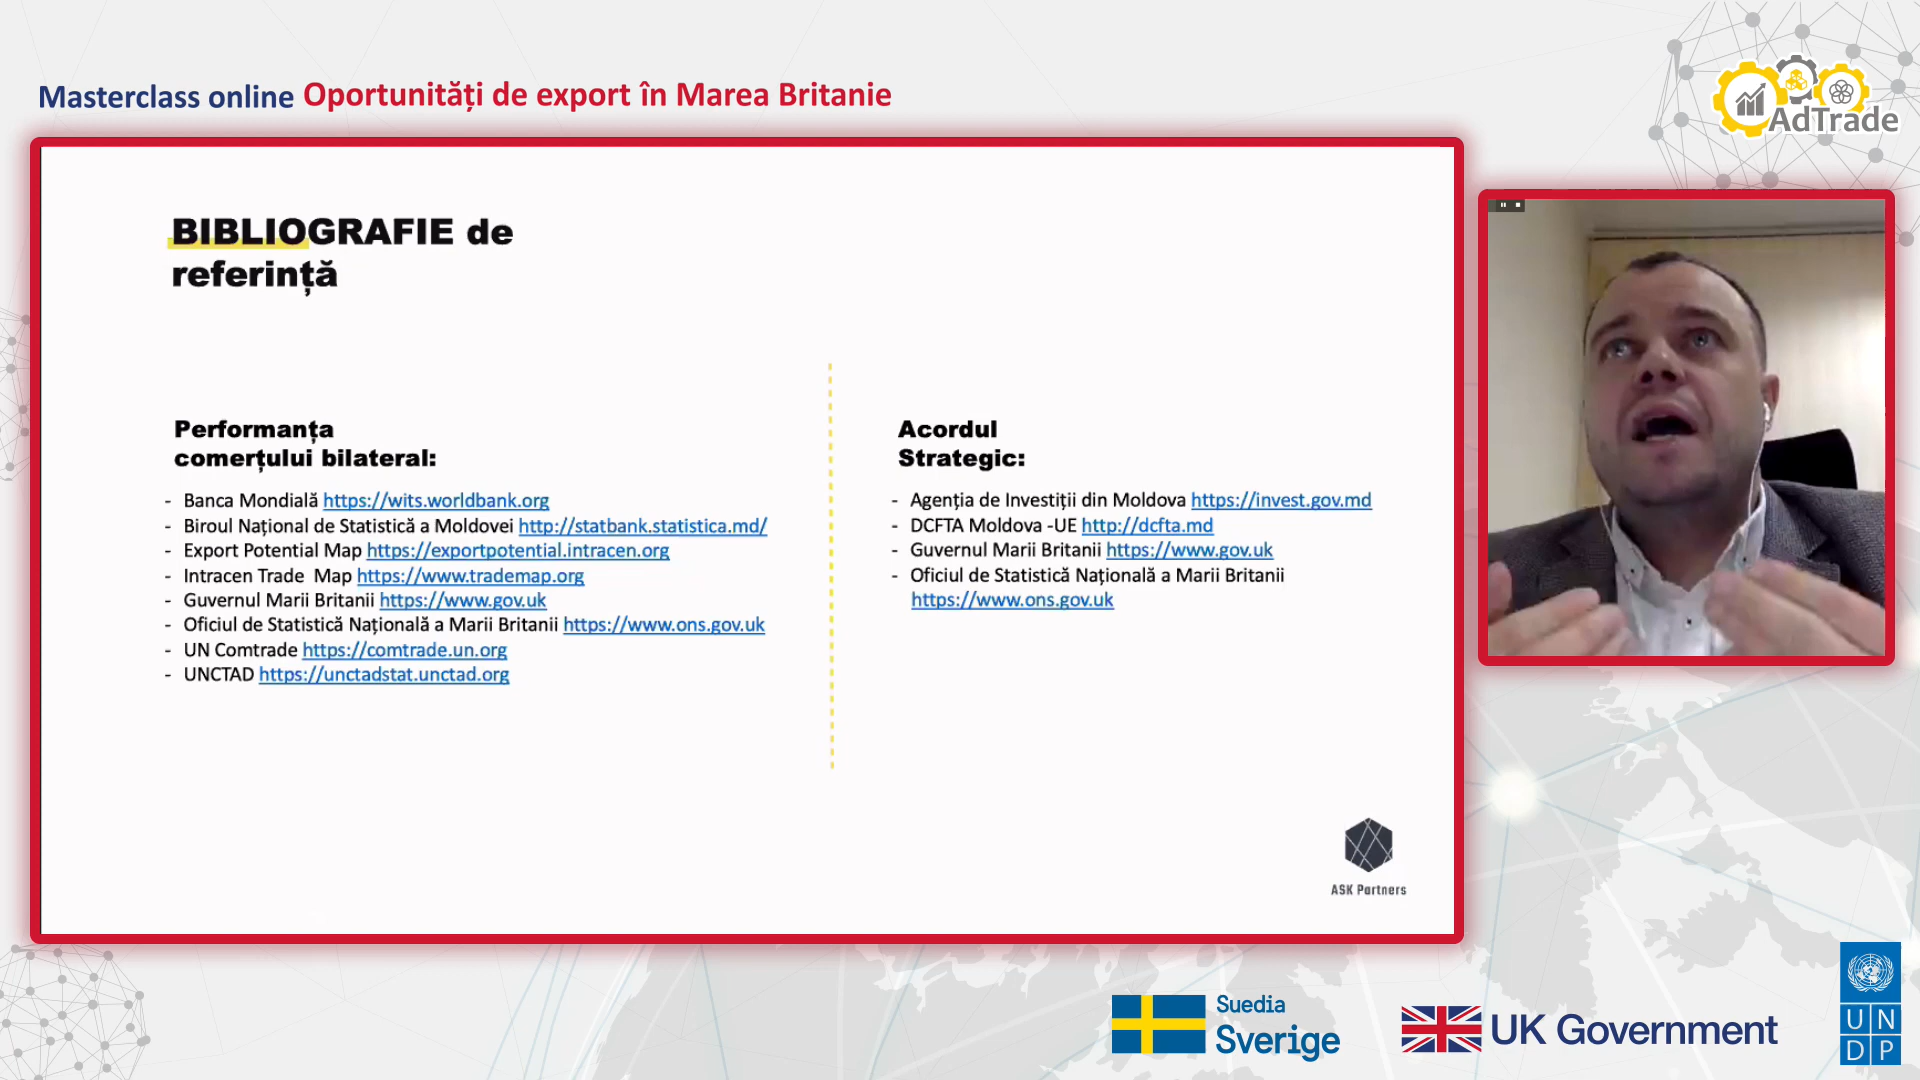 Masterclass online Oportunități de export în Marea Britanie
AdTrade
BIBLIOGRAFIE de
referință
Performanța
comerțului bilateral:
- Banca Mondială https://wits.worldbank.org
- Biroul Național de Statistică a Moldovei http://statbank.statistica.md/
- Export Potential Map https://exportpotential.intracen.org
- Intracen Trade Map https://www.trademap.org
- Guvernul Marii Britanii https://www.gov.uk
- Oficiul de Statistică Națională a Marii Britanii https://www.ons.gov.uk
- UN Comtrade https://comtrade.un.org
- UNCTAD https://unctadstat.unctad.org
Acordul
Strategic:
- Agenția de Investiții din Moldova https://invest.gov.md
- DCFTA Moldova -UE http://dcfta.md
- Guvernul Marii Britanii https://www.gov.uk
- Oficiul de Statistică Națională a Marii Britanii
https://www.ons.gov.uk
ASK Partners
Suedia
Sverige
UK Government
U N
D P